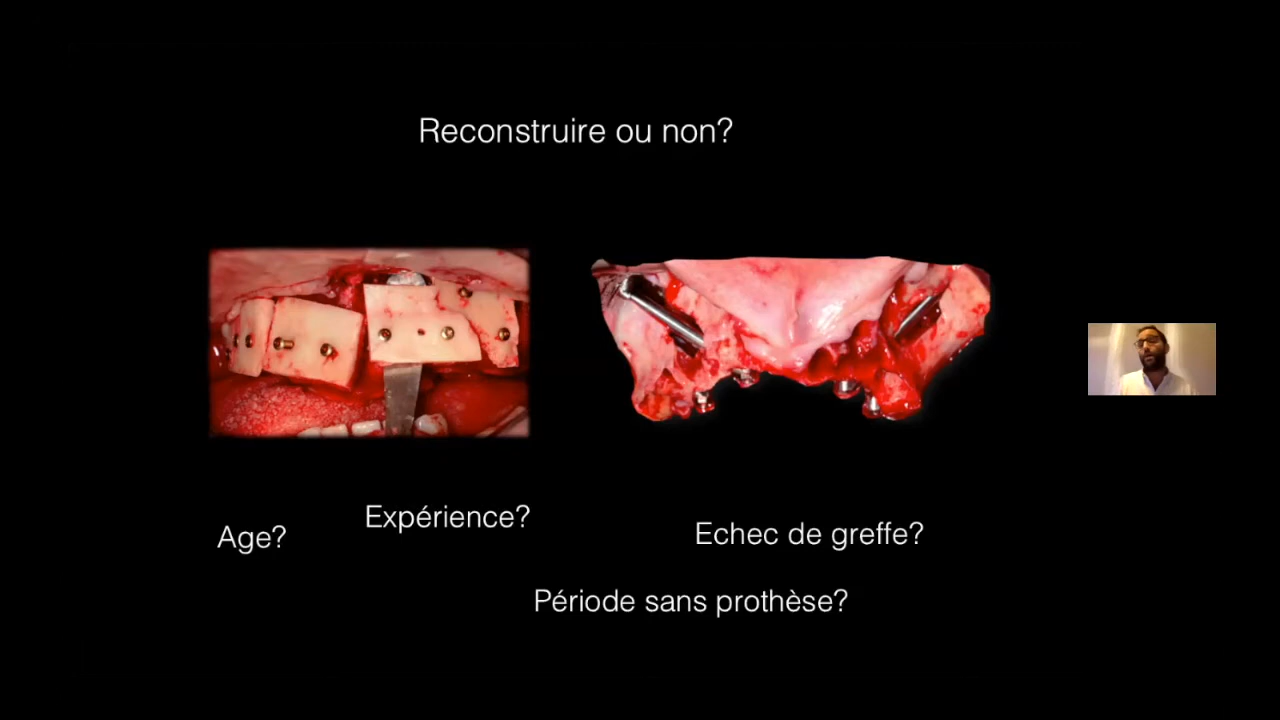 Reconstruire ou non?
Age?
Expérience?
Echec de greffe?
Période sans prothèse?